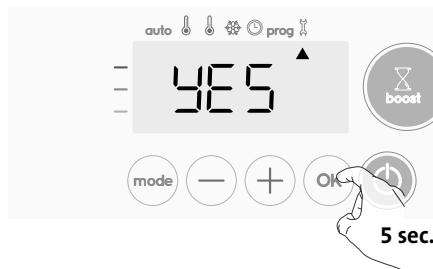 auto prog
YES
boost
mode − + OK
5 sec.